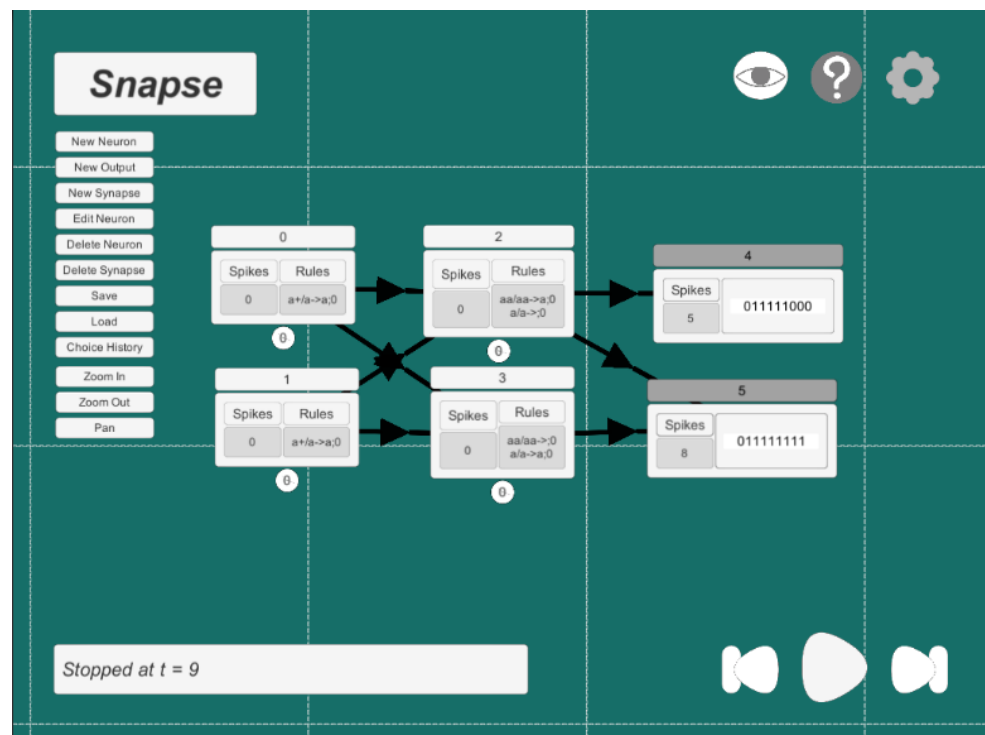 Snapse
New Neuron
New Output
New Synapse
Edit Neuron
Delete Neuron
Delete Synapse
Save
Load
Choice History
Zoom In
Zoom Out
Pan
0
Spikes Rules
0 a+/a->a;0
0
2
Spikes Rules
0 aa/aa->a;0
a/a->;0
0
4
Spikes
5 011111000
1
Spikes Rules
0 a+/a->a;0
0
3
Spikes Rules
0 aa/aa->;0
a/a->a;0
0
5
Spikes
8 011111111
Stopped at t = 9